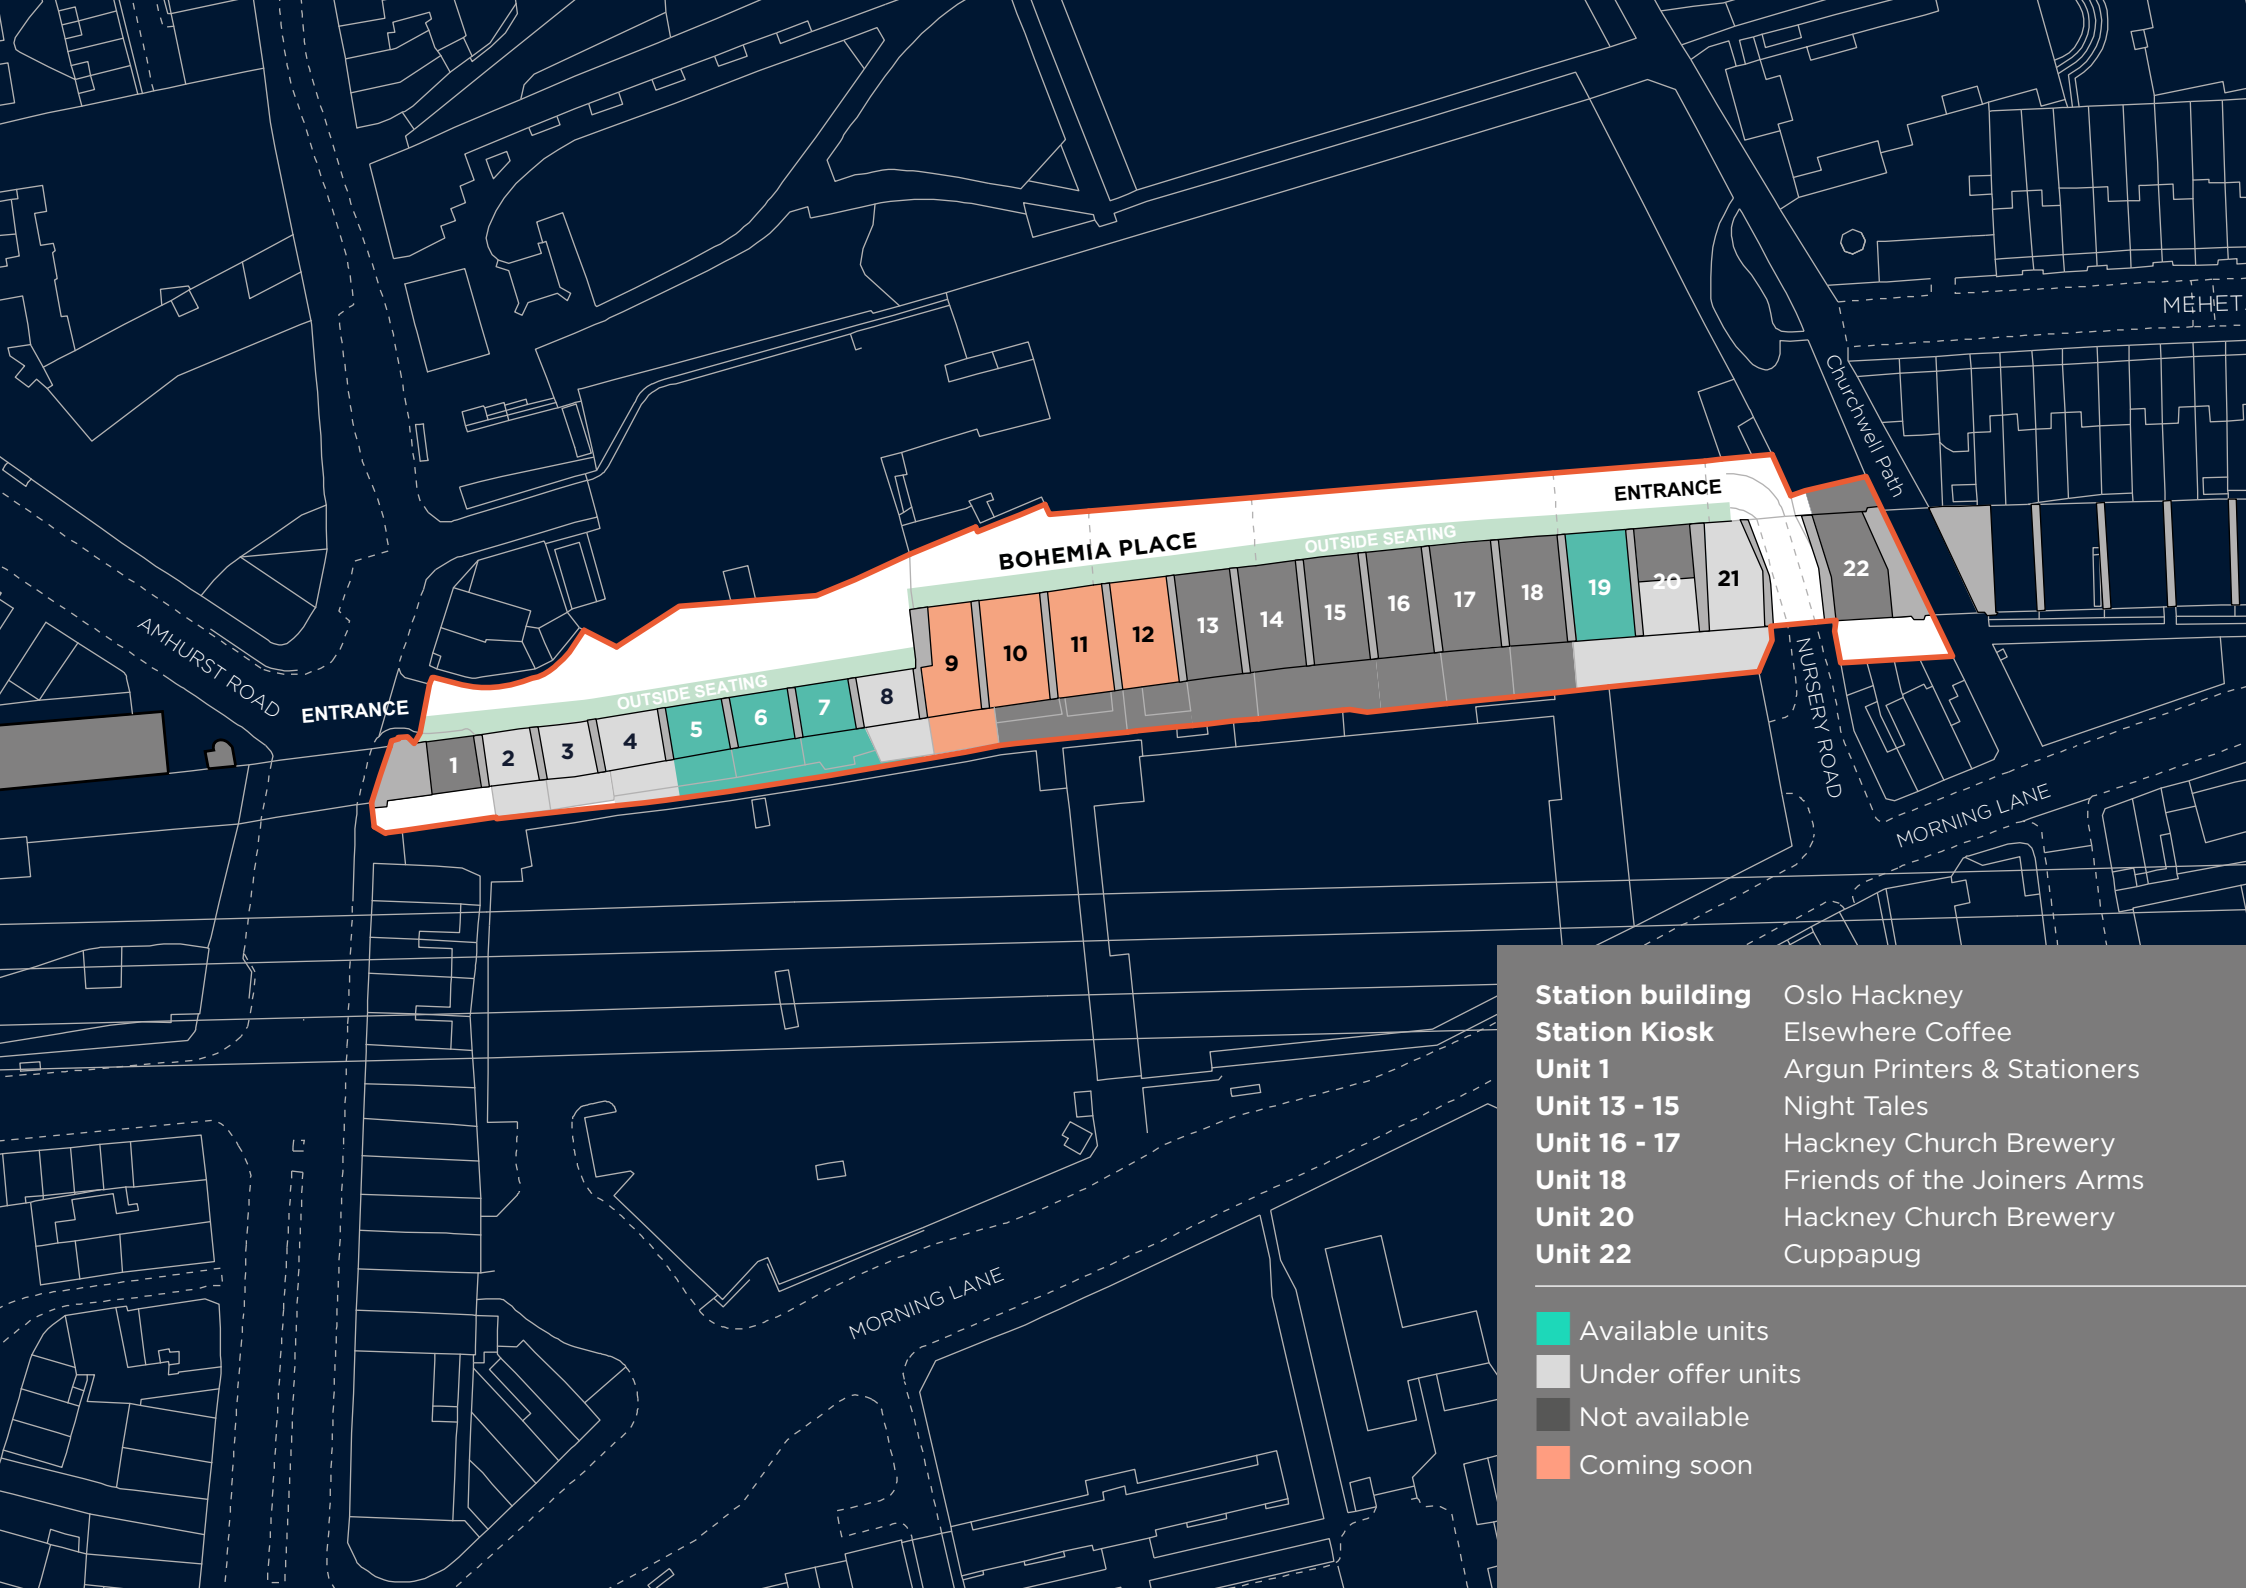 MEHET
Churchwell Path
ENTRANCE
BOHEMIA PLACE
OUTSIDE SEATING
AMHURST ROAD
ENTRANCE
OUTSIDE SEATING
1
2
3
4
5
6
7
8
9
10
11
12
13
14
15
16
17
18
19
20
21
22
NURSERY ROAD
MORNING LANE
MORNING LANE
Station building Oslo Hackney
Station Kiosk Elsewhere Coffee
Unit 1 Argun Printers & Stationers
Unit 13 - 15 Night Tales
Unit 16 - 17 Hackney Church Brewery
Unit 18 Friends of the Joiners Arms
Unit 20 Hackney Church Brewery
Unit 22 Cuppapug
Available units
Under offer units
Not available
Coming soon